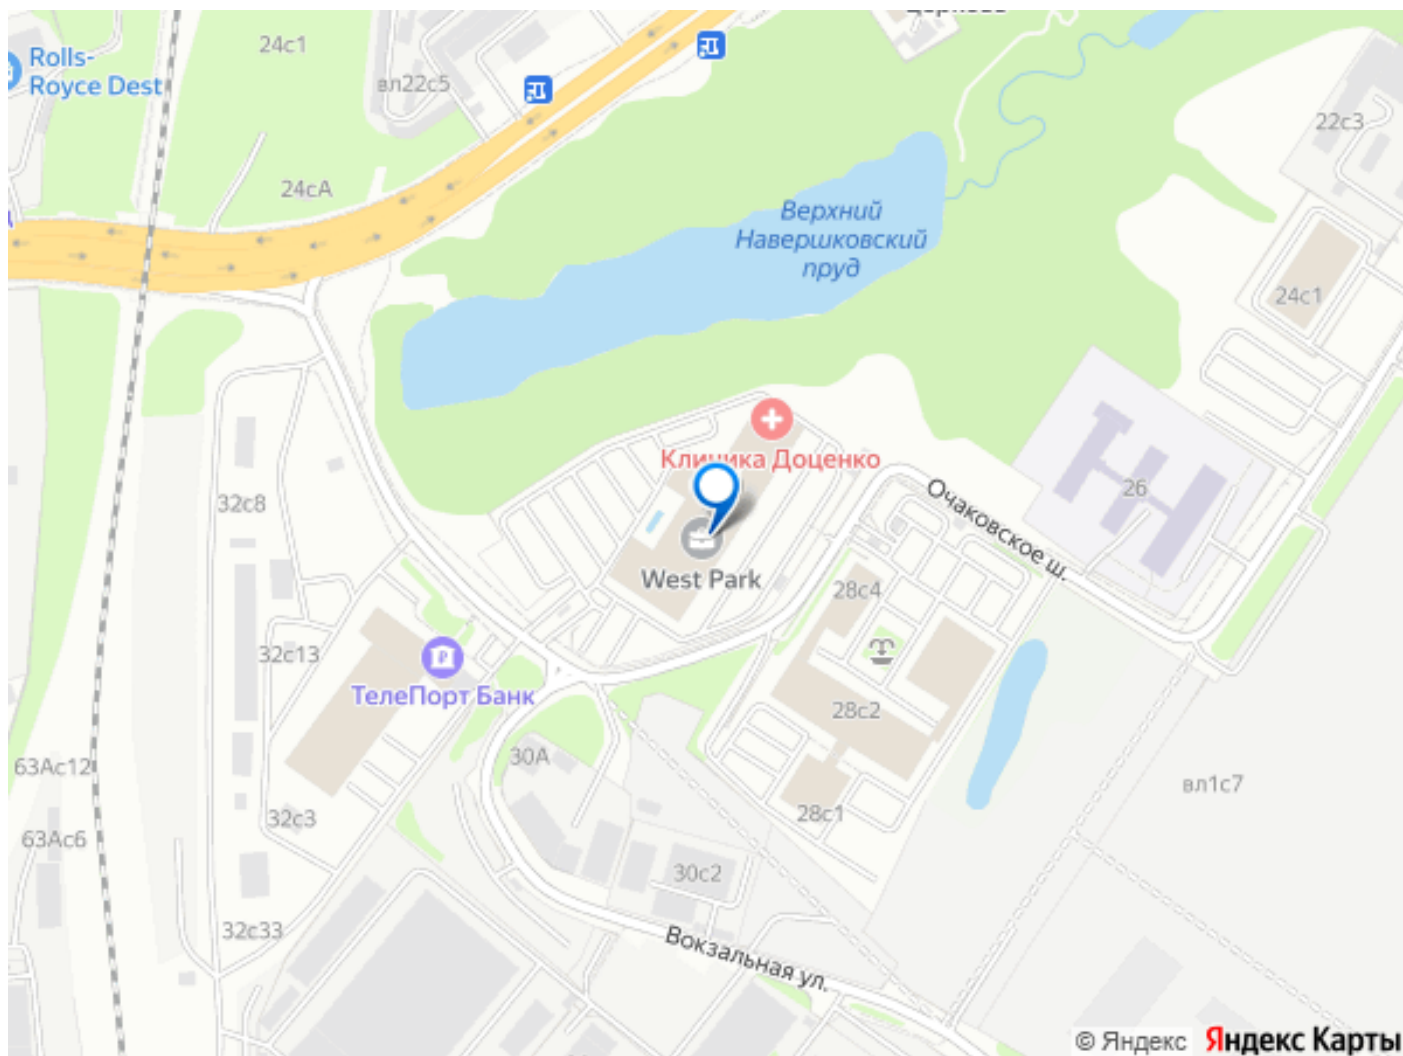 24с1
Rolls-
Royce Dest
вл22с5
22с3
24сА
Верхний
Навершковский
пруд
24с1
Клиника Доценко
26
Очаковское ш.
32с8
West Park
28с4
32с13
ТелеПорт Банк
28с2
30А
63Ас12
вл1с7
28с1
32с3
63Ас6
30с2
32с33
Вокзальная ул.
© Яндекс Яндекс Карты